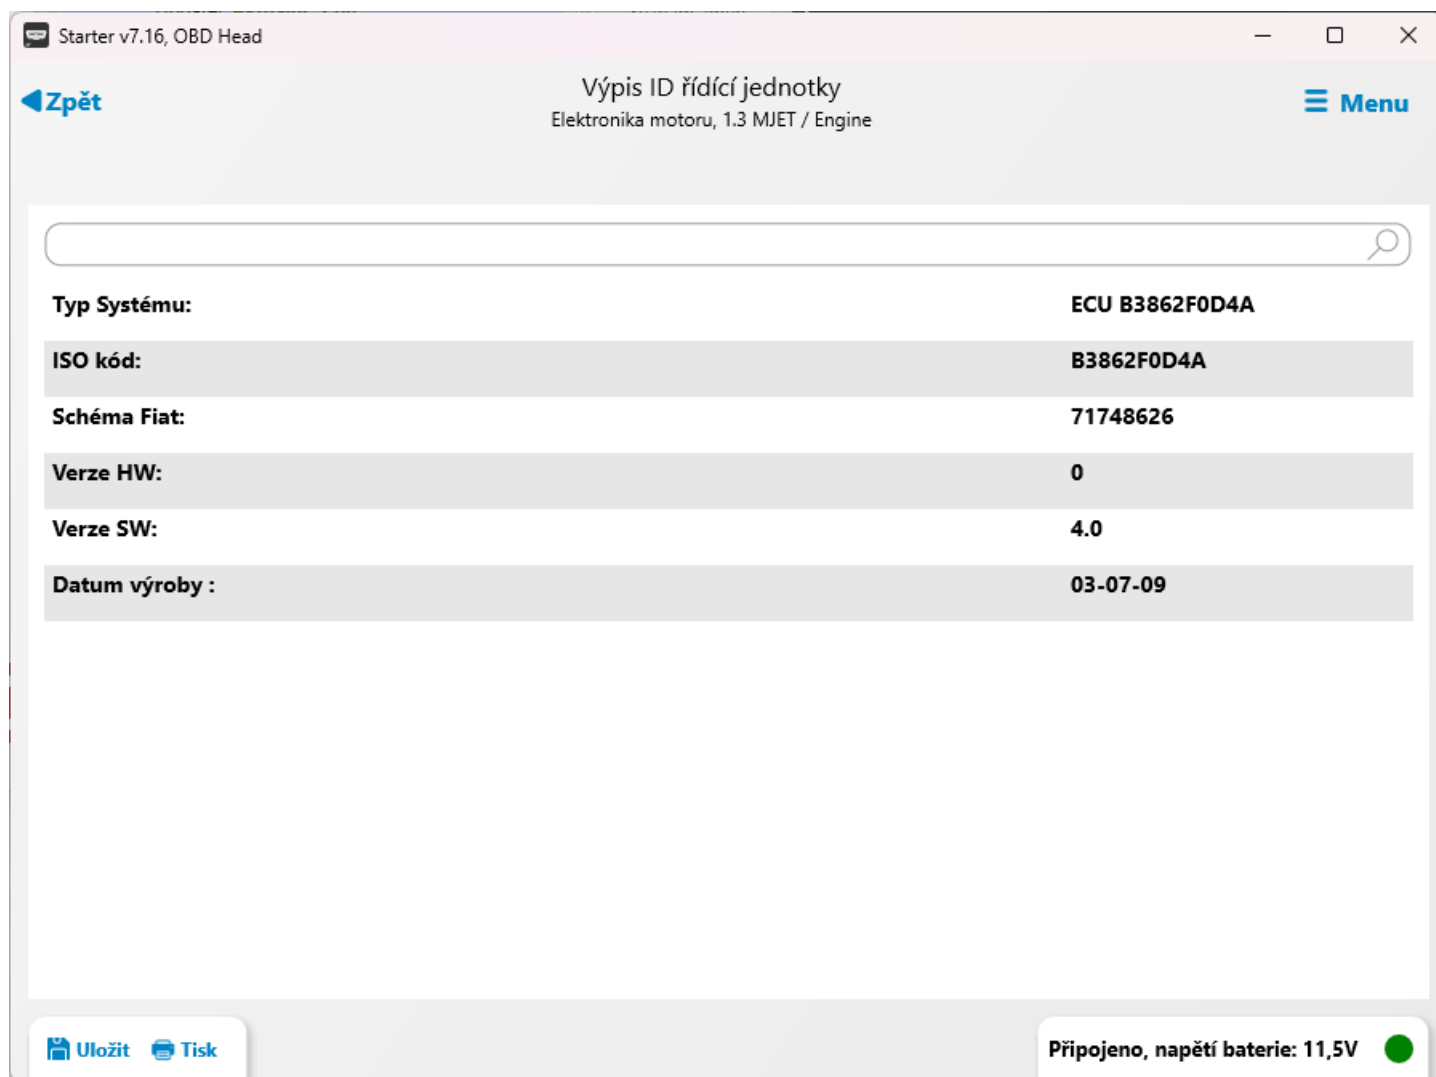 Starter v7.16, OBD Head
Zpět
Výpis ID řídící jednotky
Elektronika motoru, 1.3 MJET / Engine
Menu
Typ Systému: ECU B3862F0D4A
ISO kód: B3862F0D4A
Schéma Fiat: 71748626
Verze HW: 0
Verze SW: 4.0
Datum výroby : 03-07-09
Uložit Tisk
Připojeno, napětí baterie: 11,5V